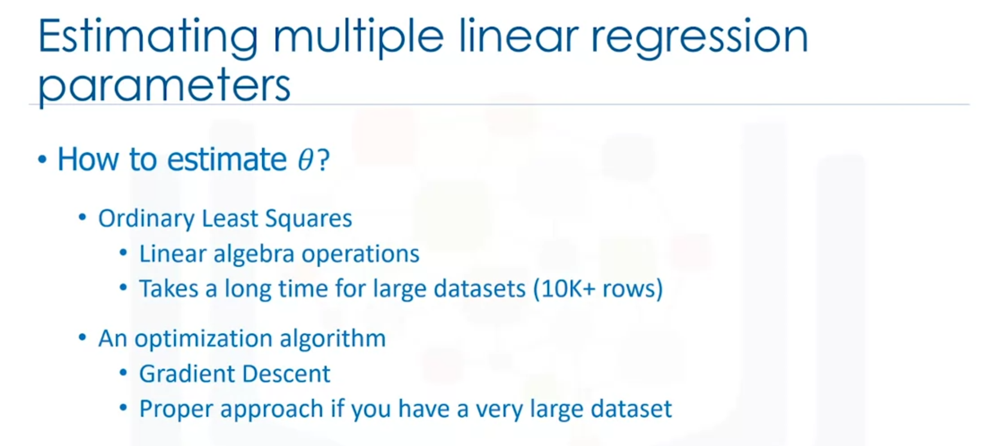 Estimating multiple linear regression
parameters
• How to estimate θ?
• Ordinary Least Squares
• Linear algebra operations
• Takes a long time for large datasets (10K+ rows)
• An optimization algorithm
• Gradient Descent
• Proper approach if you have a very large dataset